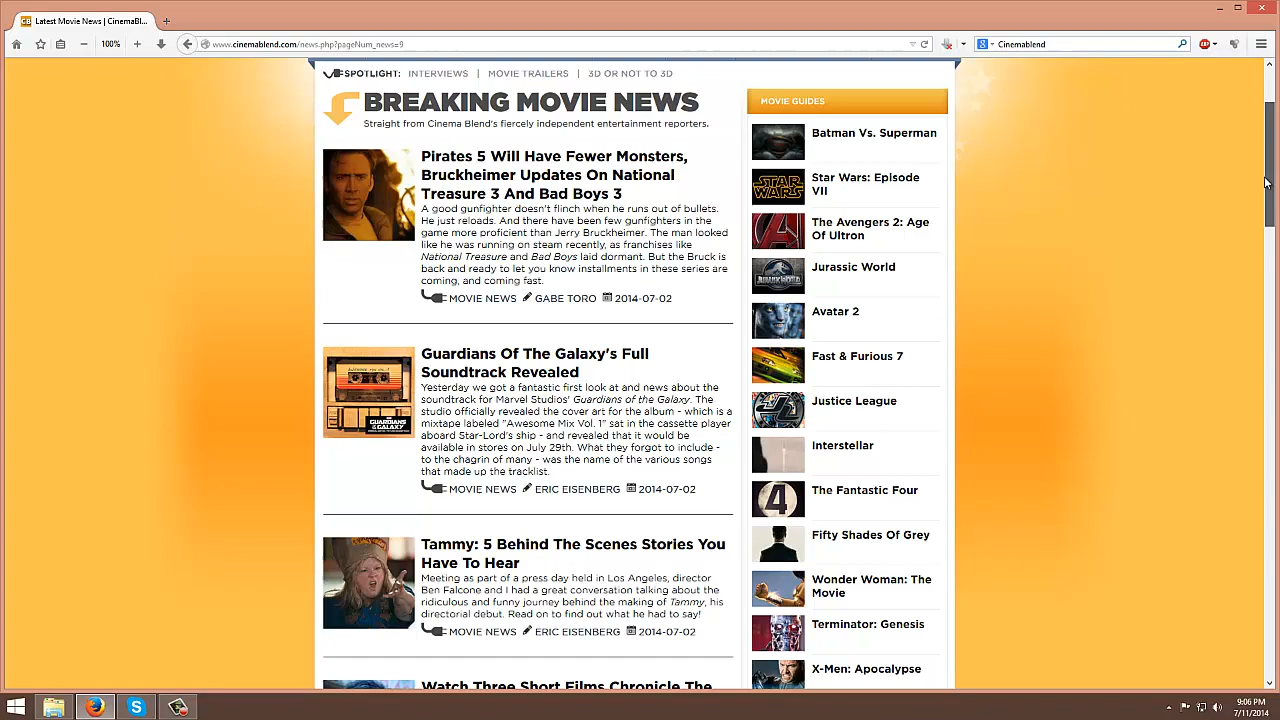 Latest Movie News | CinemaBl...
100%
www.cinemablend.com/news.php?pageNum_news=9
Cinemablend
SPOTLIGHT: INTERVIEWS | MOVIE TRAILERS | 3D OR NOT TO 3D
BREAKING MOVIE NEWS
Straight from Cinema Blend's fiercely independent entertainment reporters.
Pirates 5 Will Have Fewer Monsters,
Bruckheimer Updates On National
Treasure 3 And Bad Boys 3
A good gunfighter doesn't flinch when he runs out of bullets.
He just reloads. And there have been few gunfighters in the
game more proficient than Jerry Bruckheimer. The man looked
like he was running on steam recently, as franchises like
National Treasure and Bad Boys laid dormant. But the Bruck is
back and ready to let you know installments in these series are
coming, and coming fast.
MOVIE NEWS GABE TORO 2014-07-02
Guardians Of The Galaxy's Full
Soundtrack Revealed
Yesterday we got a fantastic first look at and news about the
soundtrack for Marvel Studios' Guardians of the Galaxy. The
studio officially revealed the cover art for the album - which is a
mixtape labeled "Awesome Mix Vol. 1" sat in the cassette player
aboard Star-Lord's ship - and revealed that it would be
available in stores on July 29th. What they forgot to include -
to the chagrin of many - was the name of the various songs
that made up the tracklist.
GUARDIANS
GALAXY
MOVIE NEWS ERIC EISENBERG 2014-07-02
Tammy: 5 Behind The Scenes Stories You
Have To Hear
Meeting as part of a press day held in Los Angeles, director
Ben Falcone and I had a great conversation talking about the
ridiculous and funny journey behind the making of Tammy, his
directorial debut. Read on to find out what he had to say!
MOVIE NEWS ERIC EISENBERG 2014-07-02
Watch Three Short Films Chronicle The
MOVIE GUIDES
Batman Vs. Superman
STAR WARS
Star Wars: Episode
VII
The Avengers 2: Age
Of Ultron
Jurassic World
Avatar 2
Fast & Furious 7
Justice League
Interstellar
4
The Fantastic Four
Fifty Shades Of Grey
Wonder Woman: The
Movie
Terminator: Genesis
X-Men: Apocalypse
9:06 PM
7/11/2014